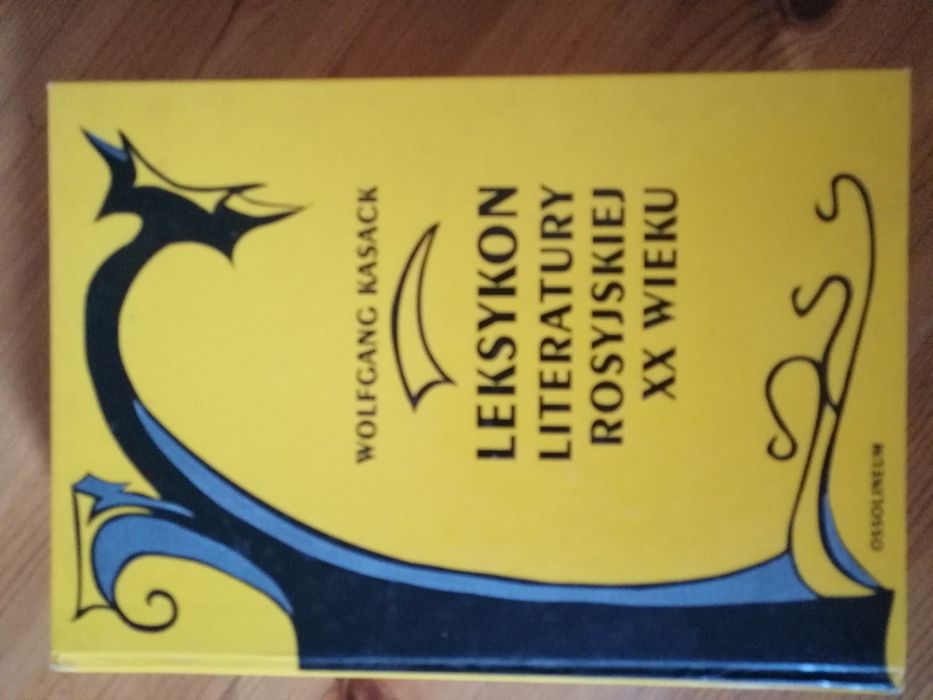 WOLFGANG KASACK
LEKSYKON
LITERATURY
ROSYJSKIEJ
XX WIEKU
OSSOLINEUM